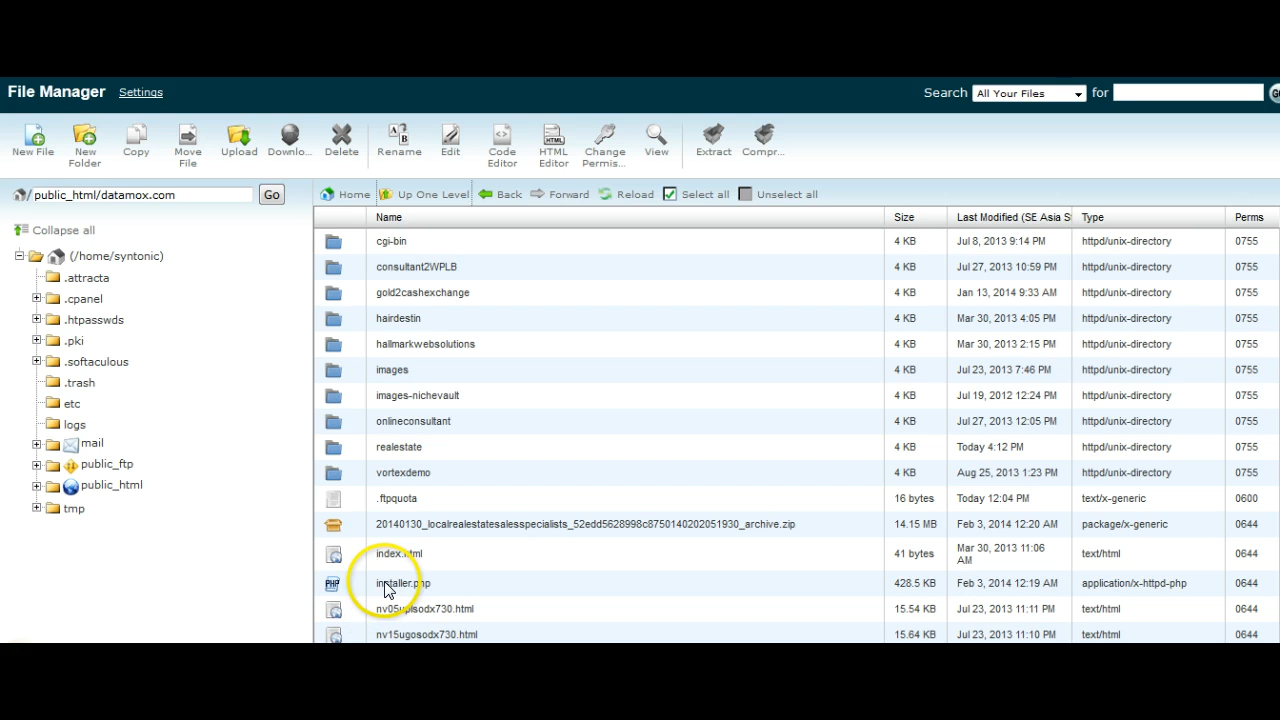 File Manager Settings Search All Your Files for
New File New Folder Copy Move File Upload Downlo... Delete Rename Edit Code Editor HTML Editor Change Permis... View Extract Compr...
/ public_html/datamox.com Go
Home Up One Level Back Forward Reload Select all Unselect all
Collapse all
(/home/syntonic)
.attracta
.cpanel
.htpasswds
.pki
.softaculous
.trash
etc
logs
mail
public_ftp
public_html
tmp
Name Size Last Modified (SE Asia S Type Perms
cgi-bin 4 KB Jul 8, 2013 9:14 PM httpd/unix-directory 0755
consultant2WPLB 4 KB Jul 27, 2013 10:59 PM httpd/unix-directory 0755
gold2cashexchange 4 KB Jan 13, 2014 9:33 AM httpd/unix-directory 0755
hairdestin 4 KB Mar 30, 2013 4:05 PM httpd/unix-directory 0755
hallmarkwebsolutions 4 KB Mar 30, 2013 2:15 PM httpd/unix-directory 0755
images 4 KB Jul 23, 2013 7:46 PM httpd/unix-directory 0755
images-nichevault 4 KB Jul 19, 2012 12:24 PM httpd/unix-directory 0755
onlineconsultant 4 KB Jul 27, 2013 12:05 PM httpd/unix-directory 0755
realestate 4 KB Today 4:12 PM httpd/unix-directory 0755
vortexdemo 4 KB Aug 25, 2013 1:23 PM httpd/unix-directory 0755
.ftpquota 16 bytes Today 12:04 PM text/x-generic 0600
20140130_localrealestatesalesspecialists_52edd5628998c8750140202051930_archive.zip 14.15 MB Feb 3, 2014 12:20 AM package/x-generic 0644
index.html 41 bytes Mar 30, 2013 11:06 AM text/html 0644
PHP installer.php 428.5 KB Feb 3, 2014 12:19 AM application/x-httpd-php 0644
15.54 KB Jul 23, 2013 11:11 PM text/html 0644
nv15ugosodx730.html 15.64 KB Jul 23, 2013 11:10 PM text/html 0644